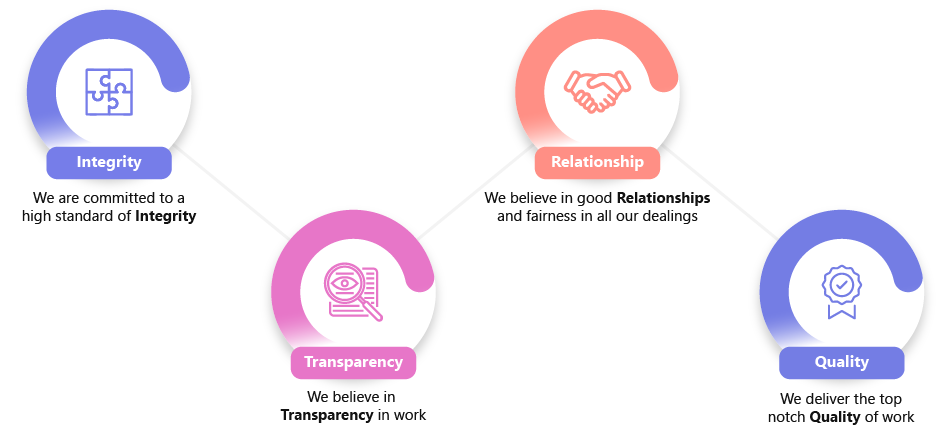 Integrity
We are committed to a
high standard of Integrity
Transparency
We believe in
Transparency in work
Relationship
We believe in good Relationships
and fairness in all our dealings
Quality
We deliver the top
notch Quality of work